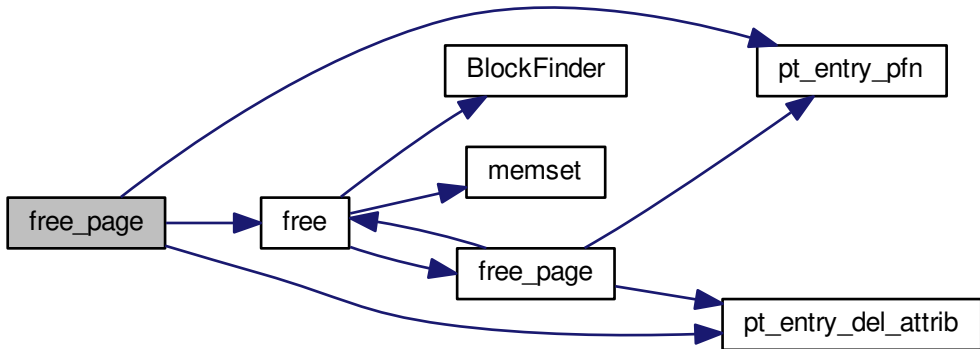 BlockFinder
pt_entry_pfn
memset
free_page
free
free_page
pt_entry_del_attrib